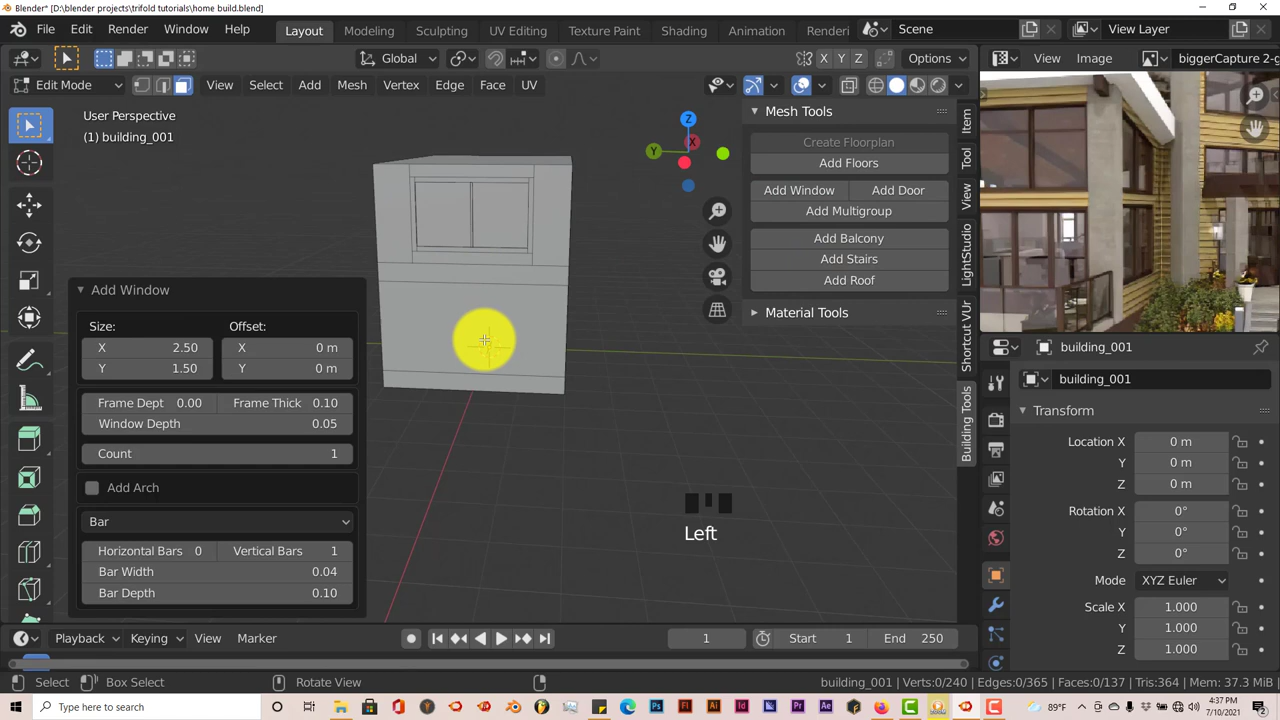 Blender* [D:\blender projects\trifold tutorials\home build.blend]
File Edit Render Window Help Layout Modeling Sculpting UV Editing Texture Paint Shading Animation Renderi Scene View Layer
Global X Y Z Options View Image biggerCapture 2-g
Edit Mode View Select Add Mesh Vertex Edge Face UV
User Perspective
(1) building_001
Z
Y X
Mesh Tools
Create Floorplan
Add Floors
Add Window Add Door
Add Multigroup
Add Balcony
Add Stairs
Add Roof
Material Tools
Item
Tool
View
LightStudio
Shortcut VUr
Building Tools
Add Window
Size: Offset:
X 2.50 X 0 m
Y 1.50 Y 0 m
Frame Dept 0.00 Frame Thick 0.10
Window Depth 0.05
Count 1
Add Arch
Bar
Horizontal Bars 0 Vertical Bars 1
Bar Width 0.04
Bar Depth 0.10
Left
building_001
building_001
Transform
Location X 0 m
Y 0 m
Z 0 m
Rotation X 0°
Y 0°
Z 0°
Mode XYZ Euler
Scale X 1.000
Y 1.000
Z 1.000
Playback Keying View Marker 1 Start 1 End 250
Select Box Select Rotate View building_001 | Verts:0/240 | Edges:0/365 | Faces:0/137 | Tris:364 | Mem: 37.3 MiB
Type here to search 89°F 4:37 PM
7/10/2021